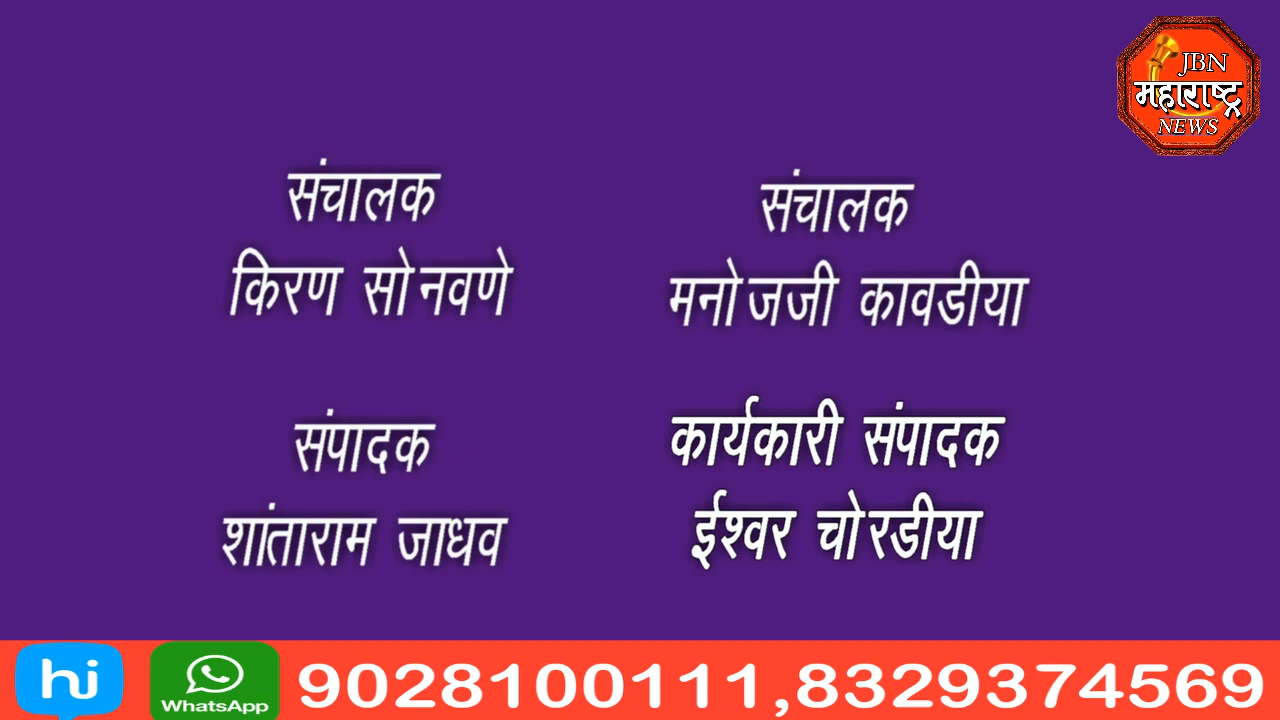 JBN
महाराष्ट्र
NEWS
संचालक
किरण सोनवणे
संचालक
मनोजजी कावडीया
संपादक
शांताराम जाधव
कार्यकारी संपादक
ईश्वर चोरडीया
hi
WhatsApp
9028100111,8329374569